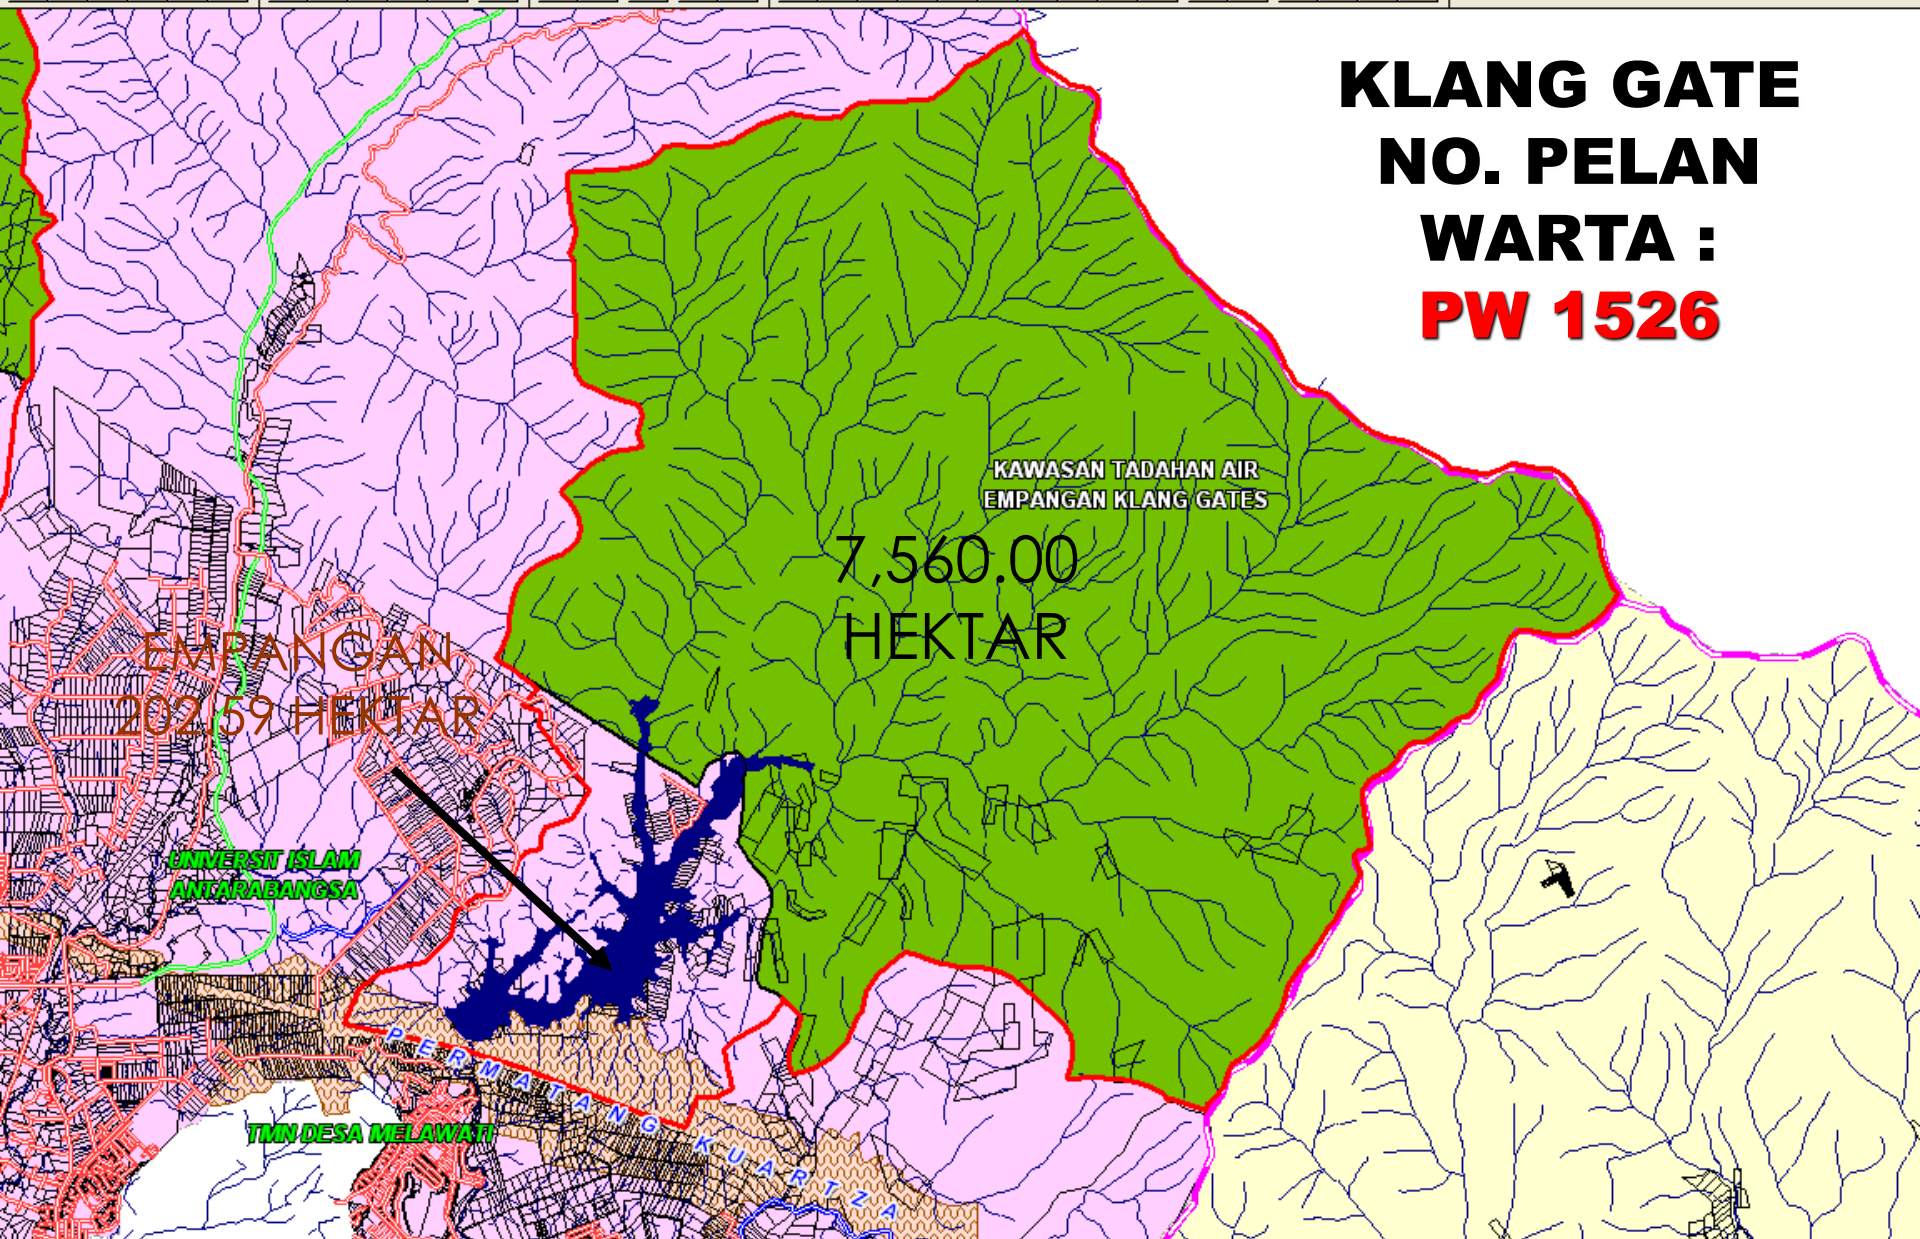 KLANG GATE
NO. PELAN
WARTA :
PW 1526
KAWASAN TADAHAN AIR
EMPANGAN KLANG GATES
7,560.00
HEKTAR
EMPANGAN
202.59 HEKTAR
UNIVERSIT ISLAM
ANTARABANGSA
PERMATANG KUARTZA
TMN DESA MELAWATI